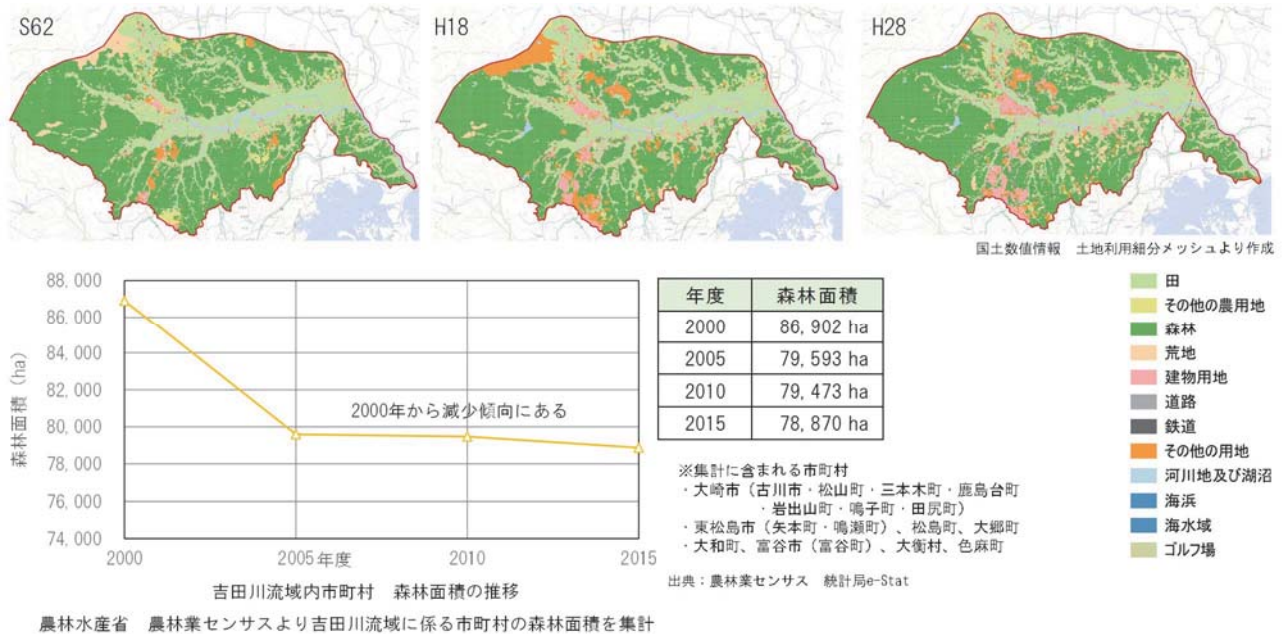 S62
H18
H28
国土数値情報　土地利用細分メッシュより作成
88,000
86,000
84,000
82,000
80,000
78,000
76,000
74,000
森林面積（ha）
2000年から減少傾向にある
2000
2005年度
2010
2015
吉田川流域内市町村　森林面積の推移
農林水産省　農林業センサスより吉田川流域に係る市町村の森林面積を集計
年度　森林面積
2000　86,902 ha
2005　79,593 ha
2010　79,473 ha
2015　78,870 ha
※集計に含まれる市町村
・大崎市（古川市・松山町・三本木町・鹿島台町
・岩出山町・鳴子町・田尻町）
・東松島市（矢本町・鳴瀬町）、松島町、大郷町
・大和町、富谷市（富谷町）、大衡村、色麻町
出典：農林業センサス　統計局e-Stat
田
その他の農用地
森林
荒地
建物用地
道路
鉄道
その他の用地
河川地及び湖沼
海浜
海水域
ゴルフ場